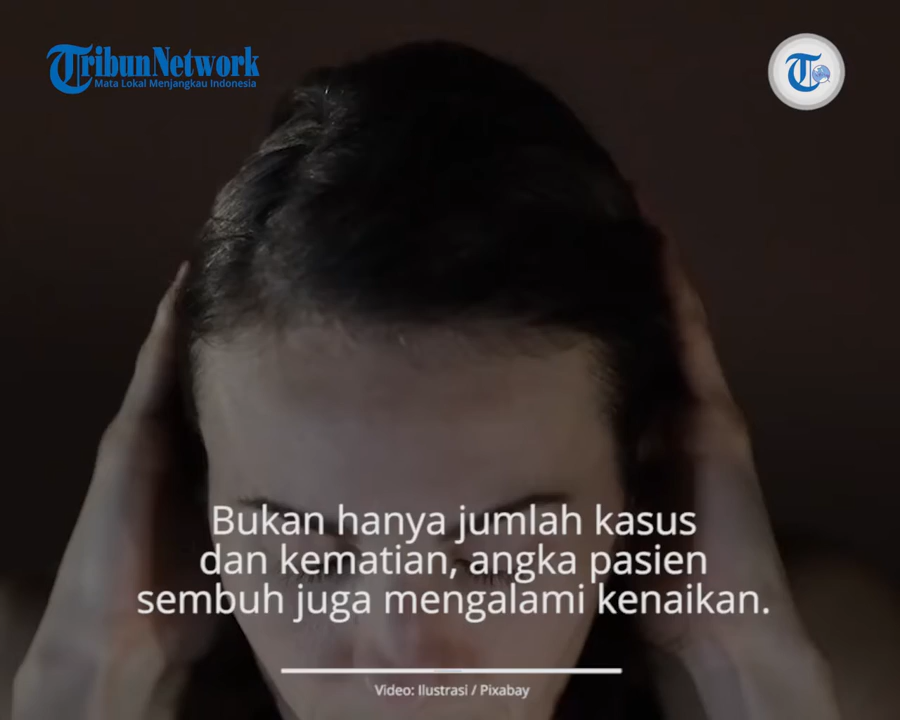 TribunNetwork
Mata Lokal Menjangkau Indonesia
T
Bukan hanya jumlah kasus
dan kematian, angka pasien
sembuh juga mengalami kenaikan.
Video: Ilustrasi / Pixabay